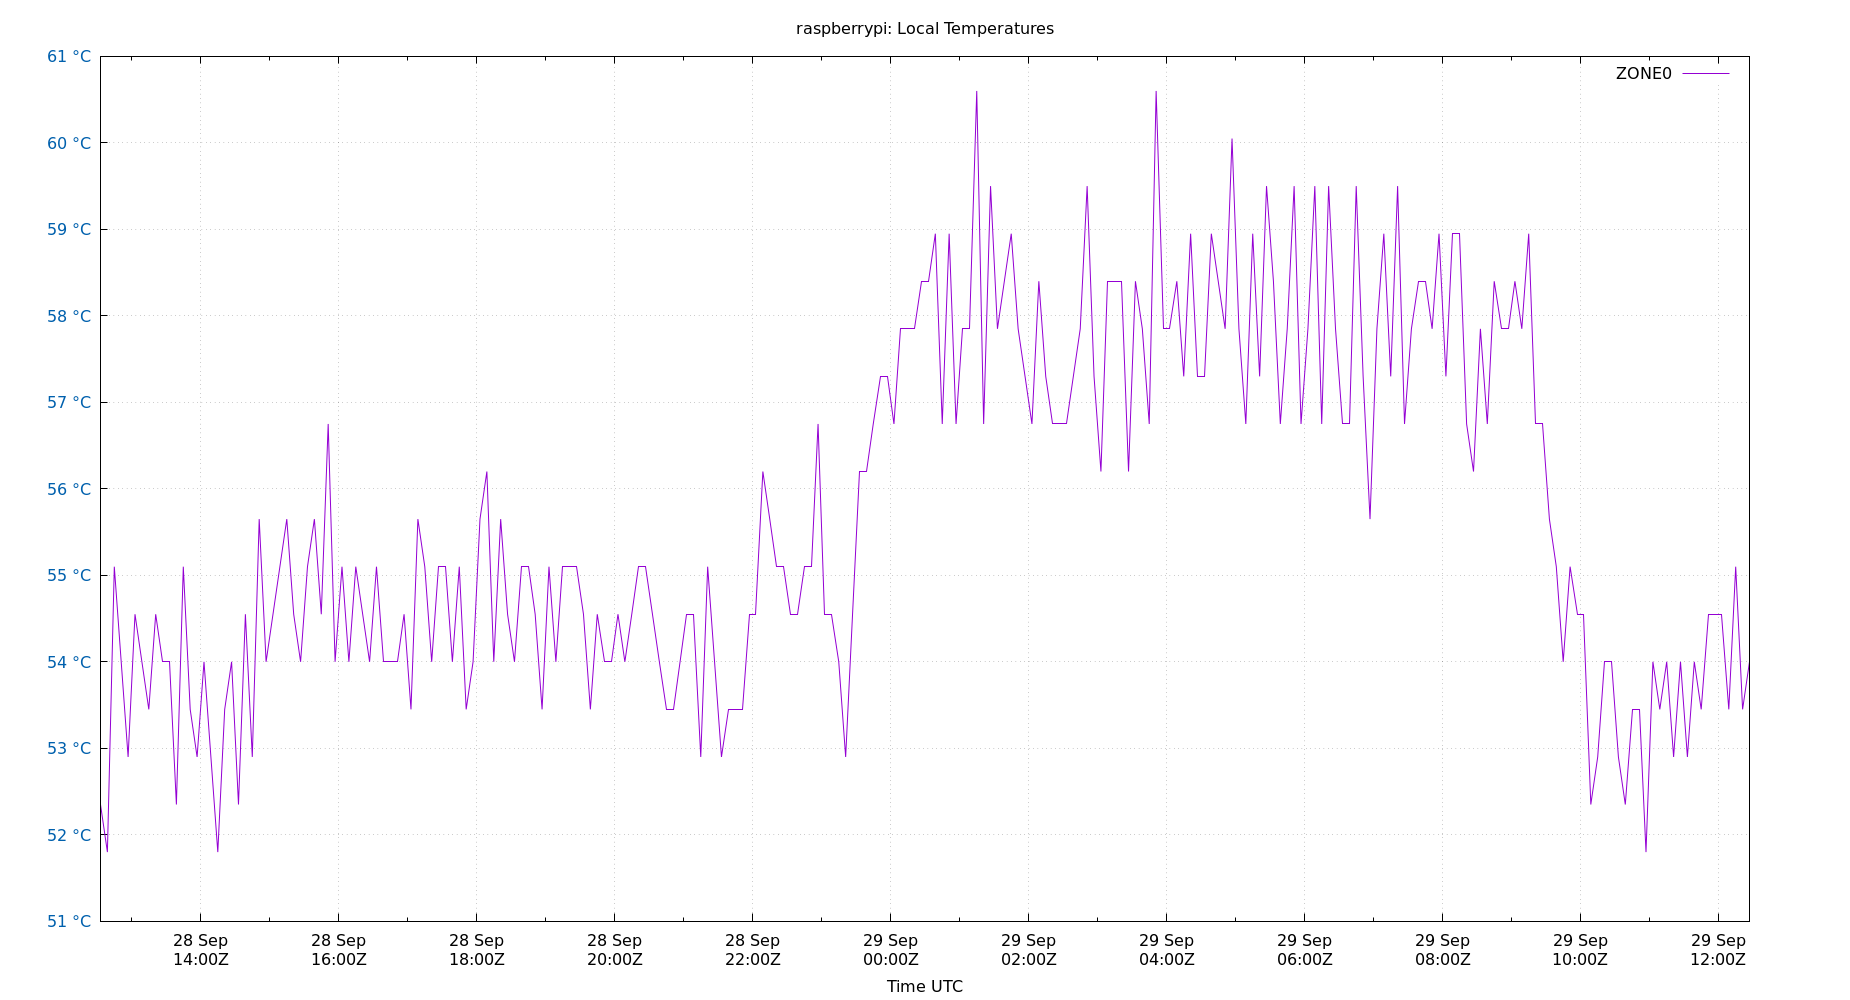 raspberrypi: Local Temperatures
61 °C
ZONE0
60 °C
59 °C
58 °C
57 °C
56 °C
55 °C
54 °C
53 °C
52 °C
51 °C
28 Sep 28 Sep 28 Sep 28 Sep 28 Sep 29 Sep 29 Sep 29 Sep 29 Sep 29 Sep 29 Sep 29 Sep
14:00Z 16:00Z 18:00Z 20:00Z 22:00Z 00:00Z 02:00Z 04:00Z 06:00Z 08:00Z 10:00Z 12:00Z
Time UTC